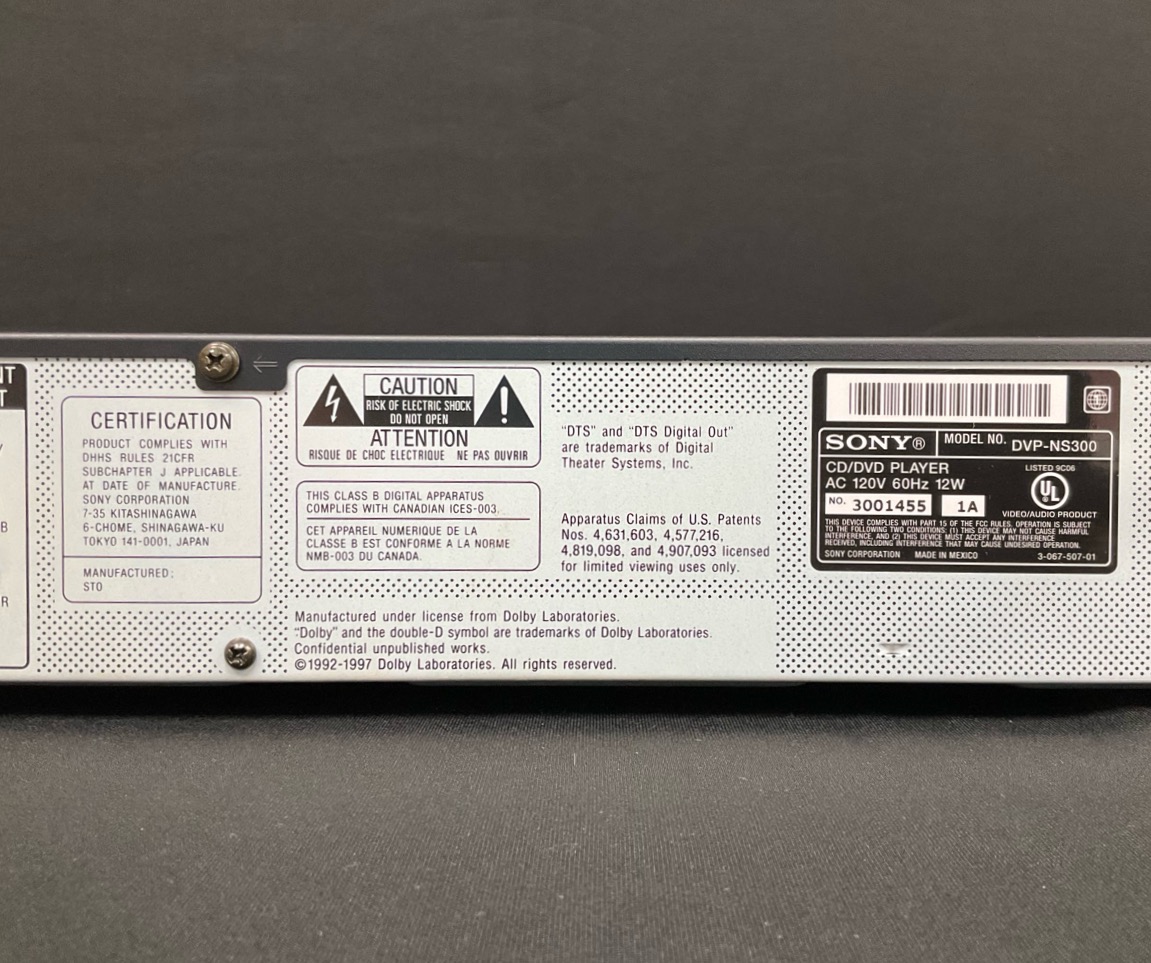 NT
T
B
R
CERTIFICATION
PRODUCT COMPLIES WITH
DHHS RULES 21CFR
SUBCHAPTER J APPLICABLE
AT DATE OF MANUFACTURE.
SONY CORPORATION
7-35 KITASHINAGAWA
6-CHOME, SHINAGAWA-KU
TOKYO 141-0001, JAPAN
MANUFACTURED:
STO
CAUTION
RISK OF ELECTRIC SHOCK
DO NOT OPEN
ATTENTION
RISQUE DE CHOC ELECTRIQUE NE PAS OUVRIR
THIS CLASS B DIGITAL APPARATUS
COMPLIES WITH CANADIAN ICES-003.
CET APPAREIL NUMERIQUE DE LA
CLASSE B EST CONFORME A LA NORME
NMB-003 DU CANADA.
"DTS" and "DTS Digital Out"
are trademarks of Digital
Theater Systems, Inc.
Apparatus Claims of U.S. Patents
Nos. 4,631,603, 4,577,216,
4,819,098, and 4,907,093 licensed
for limited viewing uses only.
Manufactured under license from Dolby Laboratories.
"Dolby" and the double-D symbol are trademarks of Dolby Laboratories.
Confidential unpublished works.
©1992-1997 Dolby Laboratories. All rights reserved.
SONY® MODEL NO. DVP-NS300
CD/DVD PLAYER
AC 120V 60Hz 12W
NO. 3001455 1A
LISTED 9C06
UL
VIDEO/AUDIO PRODUCT
THIS DEVICE COMPLIES WITH PART 15 OF THE FCC RULES. OPERATION IS SUBJECT
TO THE FOLLOWING TWO CONDITIONS: (1) THIS DEVICE MAY NOT CAUSE HARMFUL
INTERFERENCE, AND (2) THIS DEVICE MUST ACCEPT ANY INTERFERENCE
RECEIVED, INCLUDING INTERFERENCE THAT MAY CAUSE UNDESIRED OPERATION.
SONY CORPORATION MADE IN MEXICO 3-067-507-01